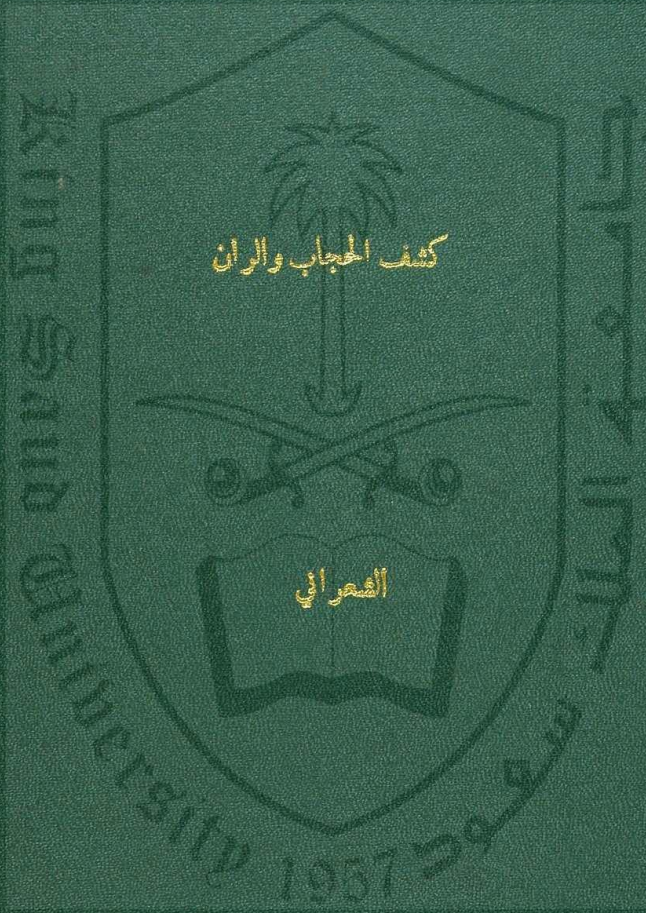 كشف الحجاب والران
الشعراني
King Saud University
1957
جامعة الملك سعود